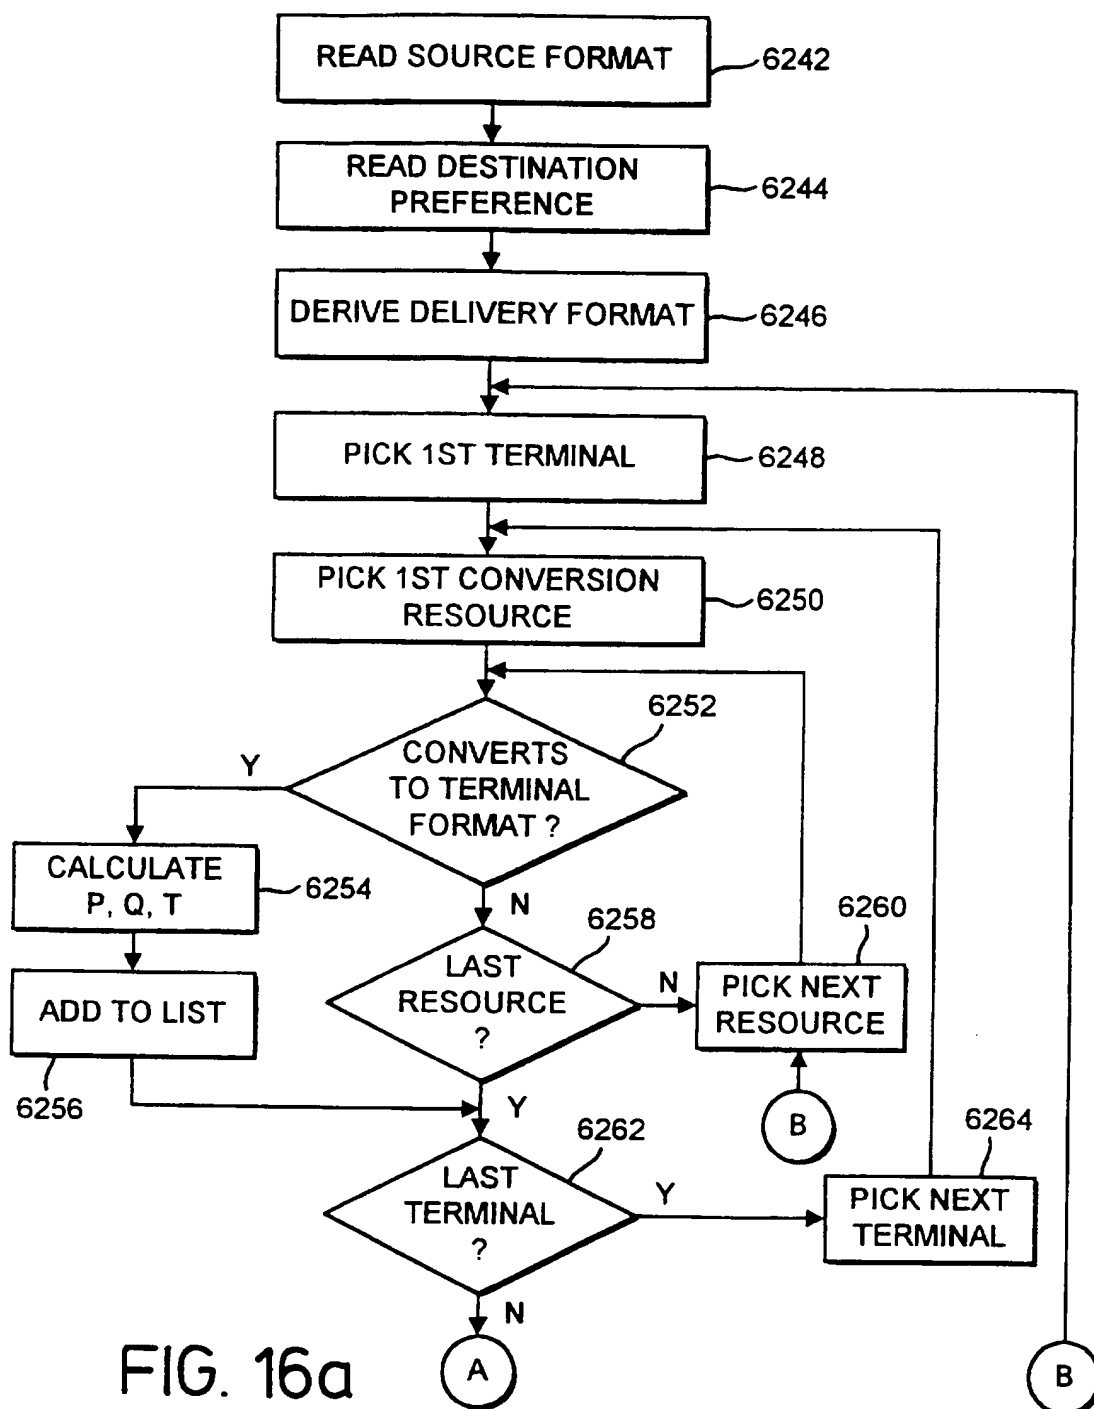 READ SOURCE FORMAT
6242
READ DESTINATION
PREFERENCE
6244
DERIVE DELIVERY FORMAT
6246
PICK 1ST TERMINAL
6248
PICK 1ST CONVERSION
RESOURCE
6250
6252
CONVERTS
TO TERMINAL
FORMAT ?
Y
N
CALCULATE
P, Q, T
6254
ADD TO LIST
6256
6258
LAST
RESOURCE
?
N
Y
6260
PICK NEXT
RESOURCE
B
6262
LAST
TERMINAL
?
Y
N
6264
PICK NEXT
TERMINAL
A
B
FIG. 16a